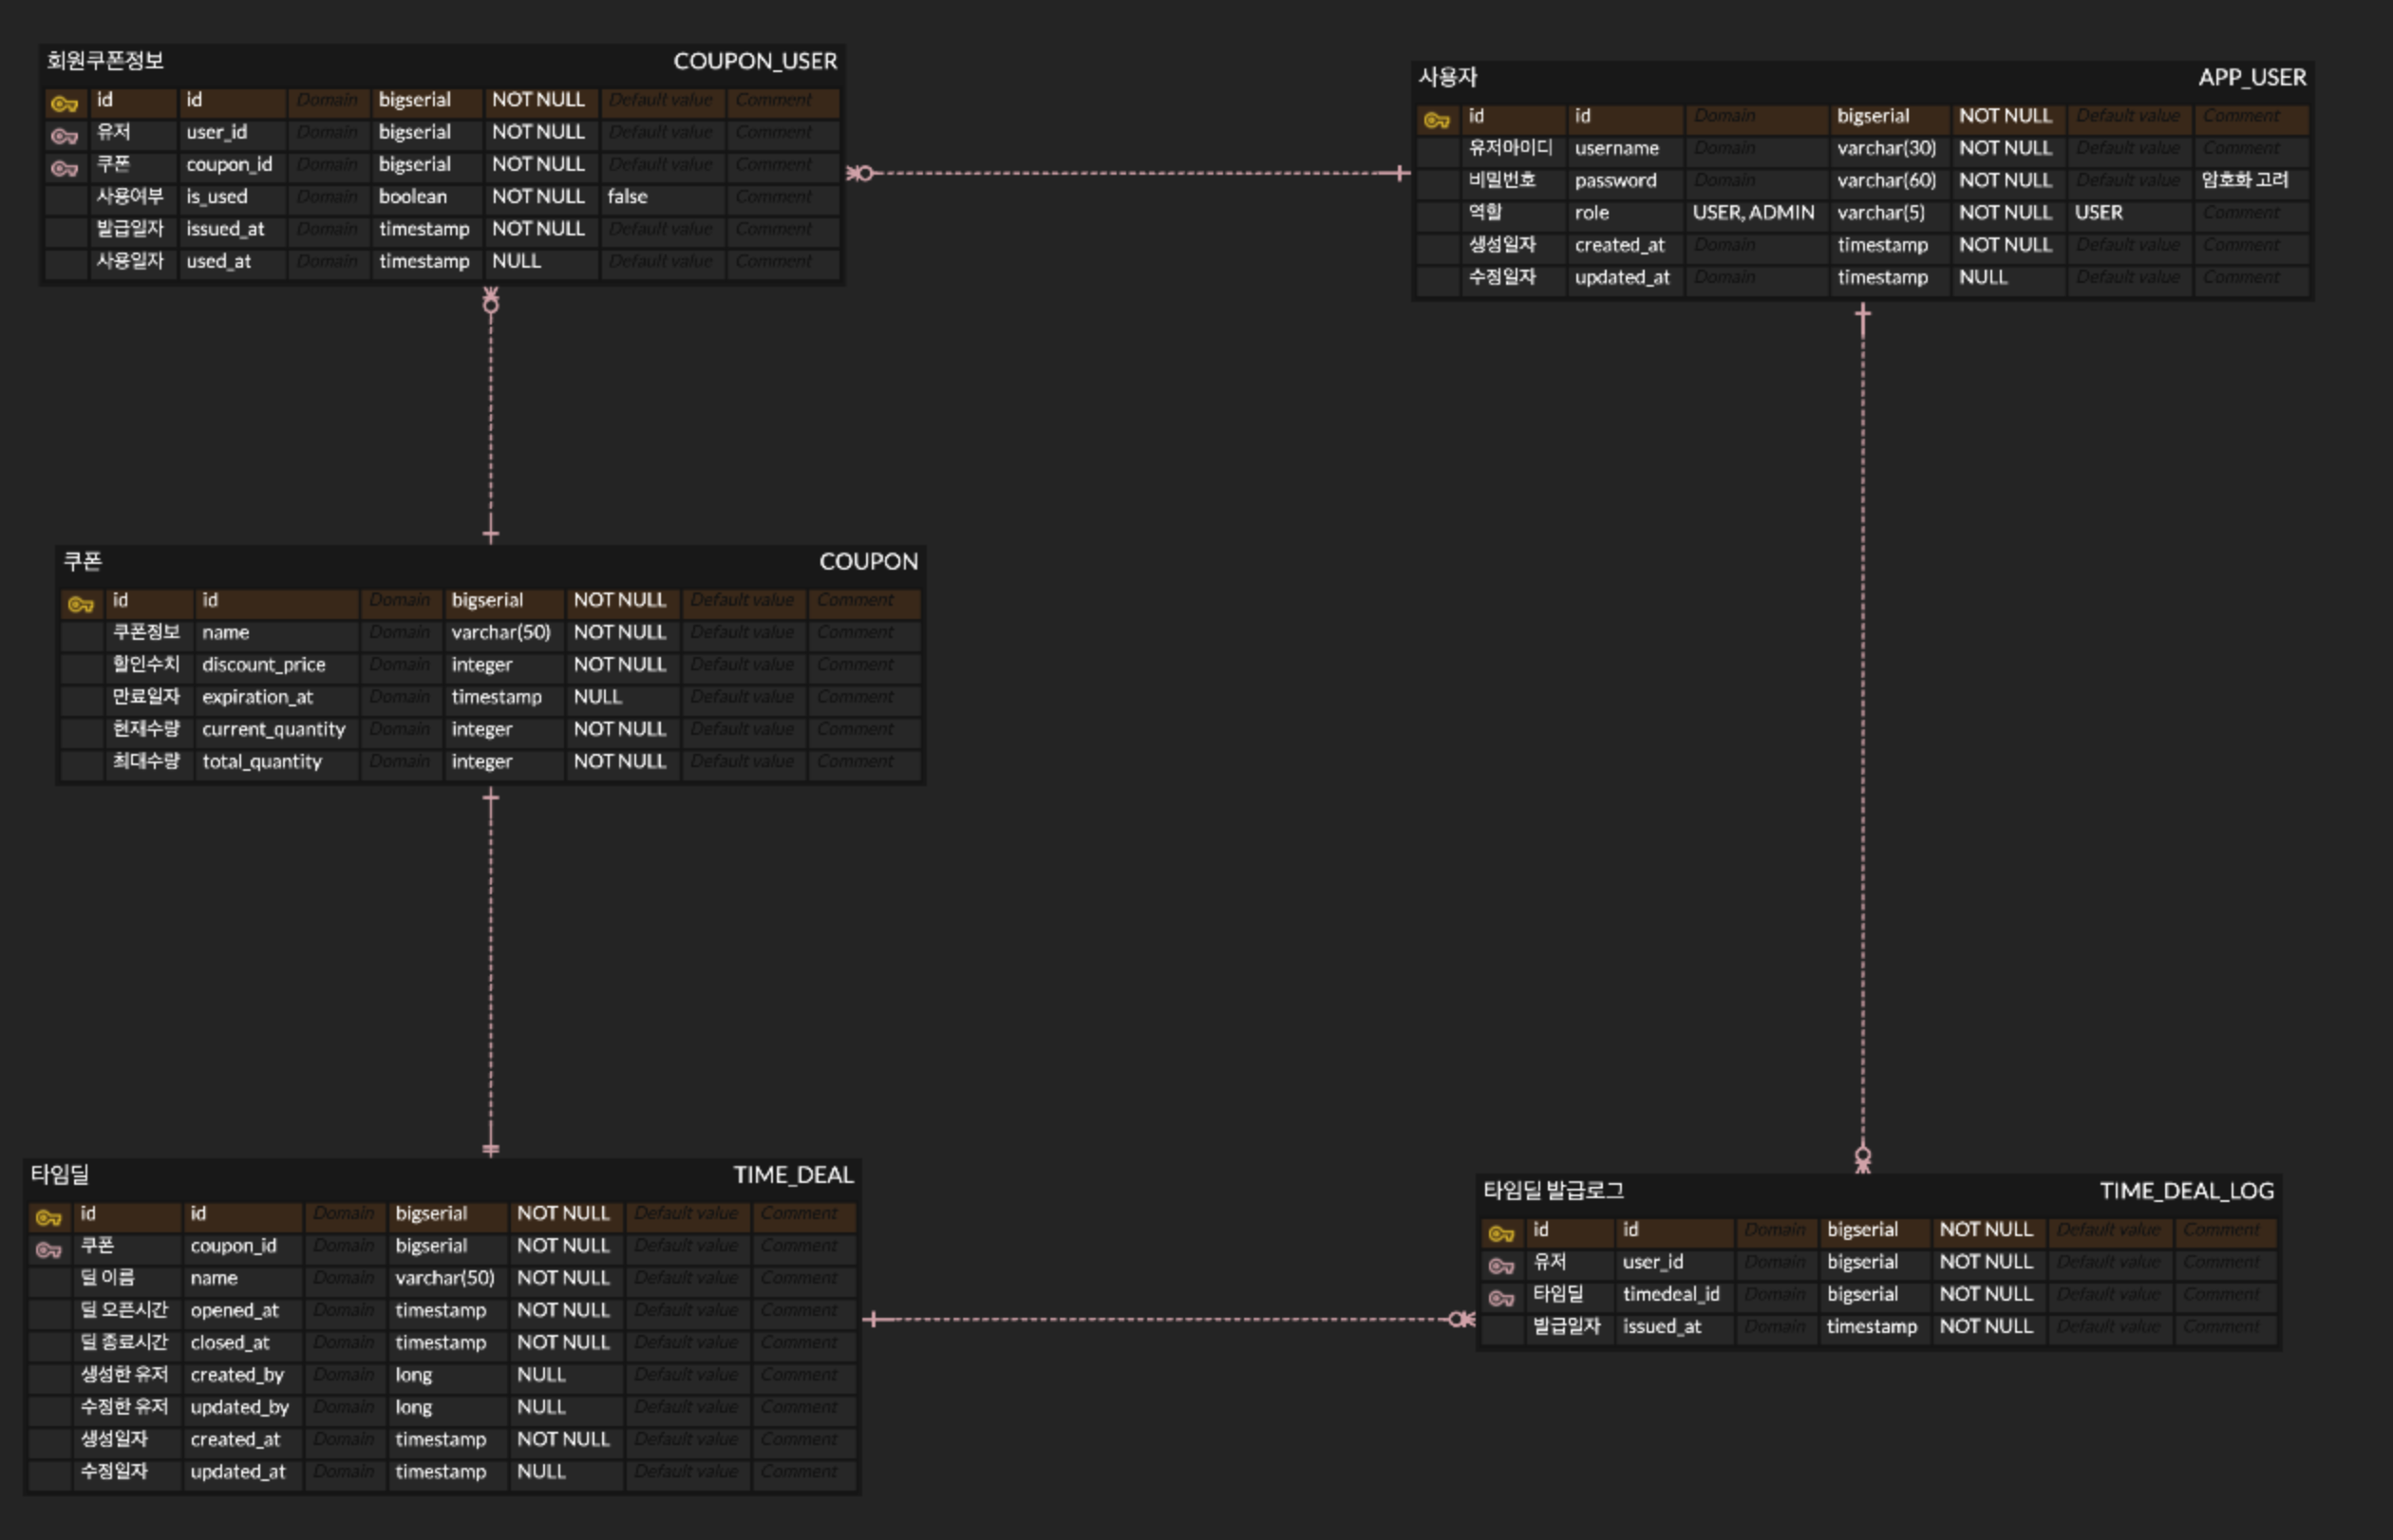 회원쿠폰정보 COUPON_USER
id id Domain bigserial NOT NULL Default value Comment
유저 user_id Domain bigserial NOT NULL Default value Comment
쿠폰 coupon_id Domain bigserial NOT NULL Default value Comment
사용여부 is_used Domain boolean NOT NULL false Comment
발급일자 issued_at Domain timestamp NOT NULL Default value Comment
사용일자 used_at Domain timestamp NULL Default value Comment
사용자 APP_USER
id id Domain bigserial NOT NULL Default value Comment
유저아이디 username Domain varchar(30) NOT NULL Default value Comment
비밀번호 password Domain varchar(60) NOT NULL Default value 암호화 고려
역할 role USER, ADMIN varchar(5) NOT NULL USER Comment
생성일자 created_at Domain timestamp NOT NULL Default value Comment
수정일자 updated_at Domain timestamp NULL Default value Comment
쿠폰 COUPON
id id Domain bigserial NOT NULL Default value Comment
쿠폰정보 name Domain varchar(50) NOT NULL Default value Comment
할인수치 discount_price Domain integer NOT NULL Default value Comment
만료일자 expiration_at Domain timestamp NULL Default value Comment
현재수량 current_quantity Domain integer NOT NULL Default value Comment
최대수량 total_quantity Domain integer NOT NULL Default value Comment
타임딜 TIME_DEAL
id id Domain bigserial NOT NULL Default value Comment
쿠폰 coupon_id Domain bigserial NOT NULL Default value Comment
딜 이름 name Domain varchar(50) NOT NULL Default value Comment
딜 오픈시간 opened_at Domain timestamp NOT NULL Default value Comment
딜 종료시간 closed_at Domain timestamp NOT NULL Default value Comment
생성한 유저 created_by Domain long NULL Default value Comment
수정한 유저 updated_by Domain long NULL Default value Comment
생성일자 created_at Domain timestamp NOT NULL Default value Comment
수정일자 updated_at Domain timestamp NULL Default value Comment
타임딜 발급로그 TIME_DEAL_LOG
id id Domain bigserial NOT NULL Default value Comment
유저 user_id Domain bigserial NOT NULL Default value Comment
타임딜 timedeal_id Domain bigserial NOT NULL Default value Comment
발급일자 issued_at Domain timestamp NOT NULL Default value Comment